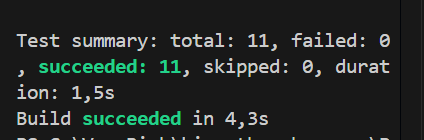 Test summary: total: 11, failed: 0
, succeeded: 11, skipped: 0, durat
ion: 1,5s
Build succeeded in 4,3s